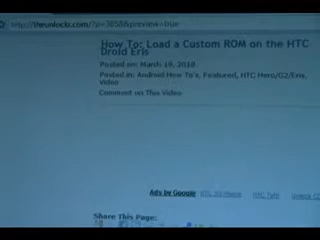 http://theunlockr.com/?p=3058&preview=true
How To: Load a Custom ROM on the HTC
Droid Eris
Posted on: March 19, 2010
Posted in: Android How To's, Featured, HTC Hero/G2/Eris,
Video
Comment on This Video
Ads by Google
Share This Page: